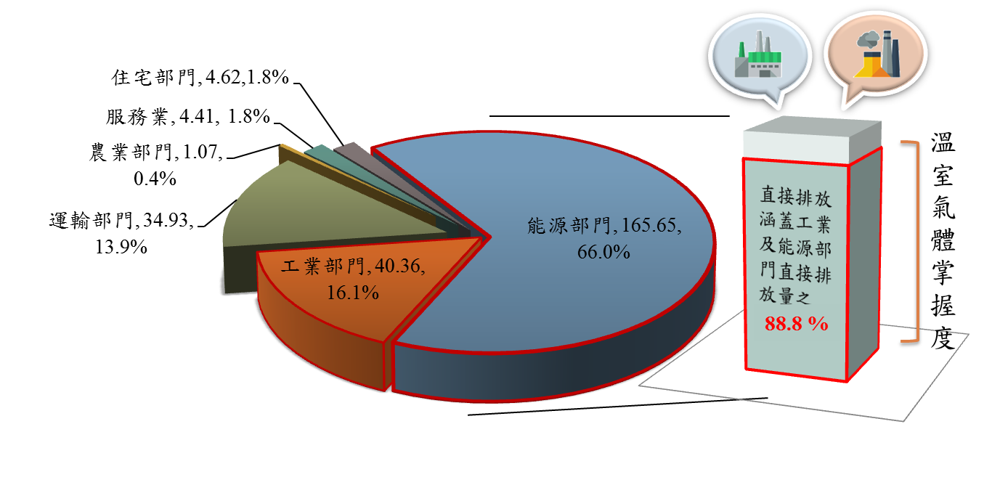 住宅部門,4.62,1.8%
服務業,4.41, 1.8%
農業部門,1.07,
0.4%
運輸部門,34.93,
13.9%
工業部門,40.36,
16.1%
能源部門,165.65,
66.0%
直接排放
涵蓋工業
及能源部
門直接排
放量之
88.8 %
溫室氣體掌握度